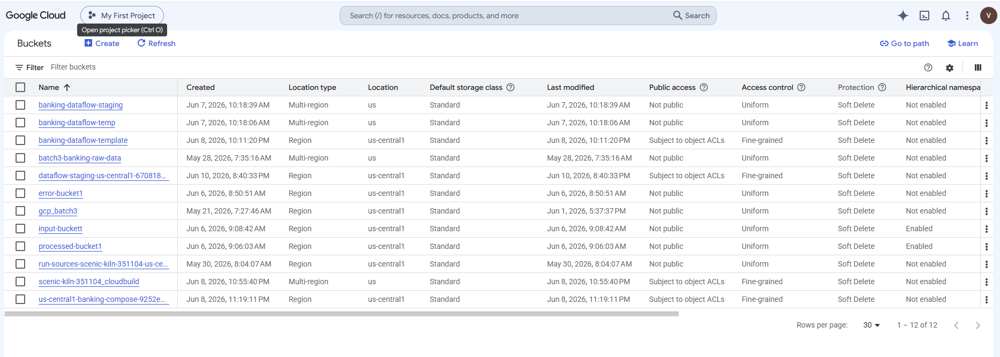 Google Cloud My First Project Search (/) for resources, docs, products, and more Search V
Open project picker (Ctrl O)
Buckets Create Refresh Go to path Learn
Filter Filter buckets
Name Created Location type Location Default storage class Last modified Public access Access control Protection Hierarchical namespa
banking-dataflow-staging Jun 7, 2026, 10:18:39 AM Multi-region us Standard Jun 7, 2026, 10:18:39 AM Not public Uniform Soft Delete Not enabled
banking-dataflow-temp Jun 7, 2026, 10:18:06 AM Multi-region us Standard Jun 7, 2026, 10:18:06 AM Not public Uniform Soft Delete Not enabled
banking-dataflow-template Jun 8, 2026, 10:11:20 PM Region us-central1 Standard Jun 8, 2026, 10:11:20 PM Subject to object ACLs Fine-grained Soft Delete Not enabled
batch3-banking-raw-data May 28, 2026, 7:35:16 AM Multi-region us Standard May 28, 2026, 7:35:16 AM Not public Uniform Soft Delete Not enabled
dataflow-staging-us-central1-670818... Jun 10, 2026, 8:40:33 PM Region us-central1 Standard Jun 10, 2026, 8:40:33 PM Subject to object ACLs Fine-grained Soft Delete Not enabled
error-bucket1 Jun 6, 2026, 8:50:51 AM Region us-central1 Standard Jun 6, 2026, 8:50:51 AM Not public Uniform Soft Delete Not enabled
gcp_batch3 May 21, 2026, 7:27:46 AM Region us-central1 Standard Jun 1, 2026, 5:37:37 PM Not public Uniform Soft Delete Not enabled
input-buckett Jun 6, 2026, 9:08:42 AM Region us-central1 Standard Jun 6, 2026, 9:08:42 AM Not public Uniform Soft Delete Enabled
processed-bucket1 Jun 6, 2026, 9:06:03 AM Region us-central1 Standard Jun 6, 2026, 9:06:03 AM Not public Uniform Soft Delete Enabled
run-sources-scenic-kiln-351104-us-ce... May 30, 2026, 8:04:07 AM Region us-central1 Standard May 30, 2026, 8:04:07 AM Not public Uniform Soft Delete Not enabled
scenic-kiln-351104_cloudbuild Jun 8, 2026, 10:55:40 PM Multi-region us Standard Jun 8, 2026, 10:55:40 PM Subject to object ACLs Fine-grained Soft Delete Not enabled
us-central1-banking-compose-9252e... Jun 8, 2026, 11:19:11 PM Region us-central1 Standard Jun 8, 2026, 11:19:11 PM Subject to object ACLs Fine-grained Soft Delete Not enabled
Rows per page: 30 1 – 12 of 12